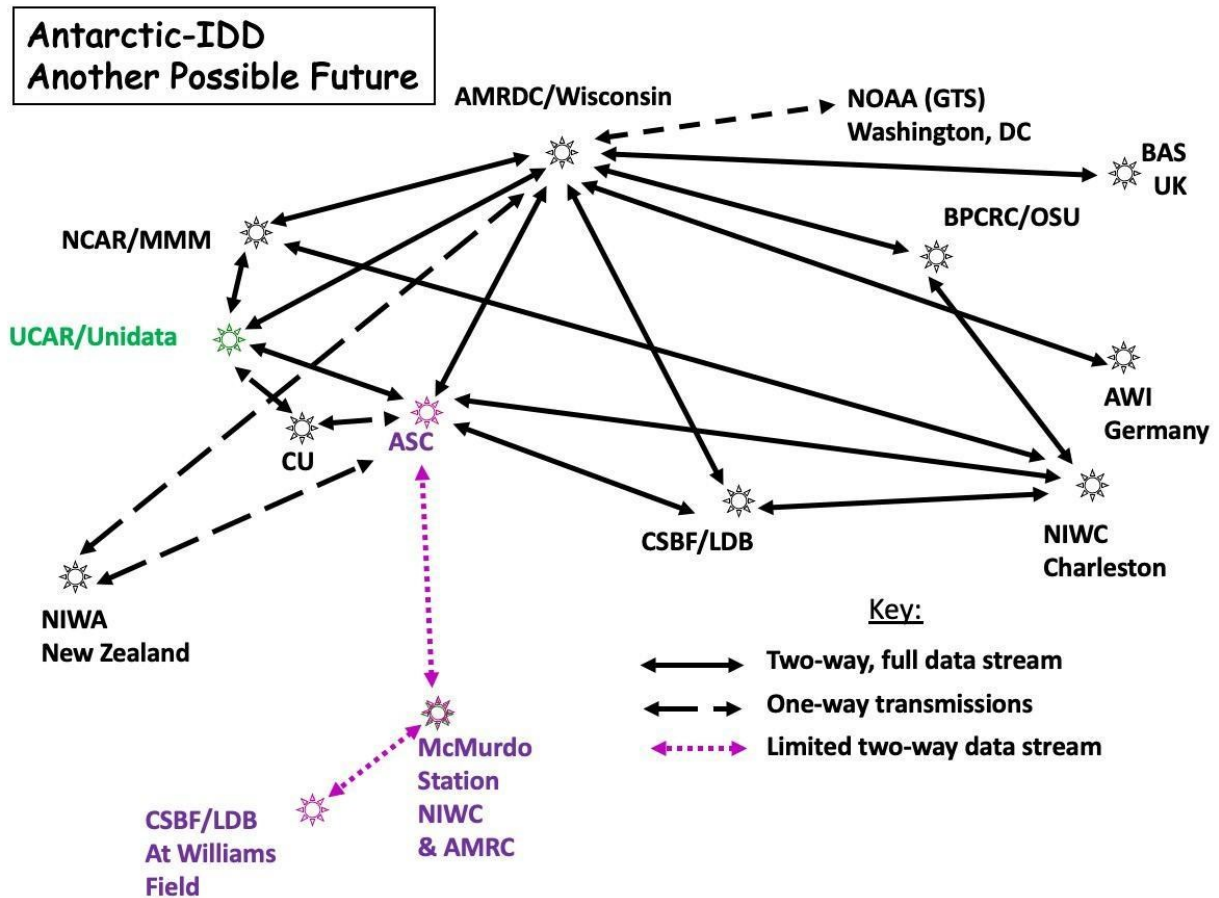 Antarctic-IDD
Another Possible Future
AMRDC/Wisconsin
NOAA (GTS)
Washington, DC
BAS
UK
NCAR/MMM
BPCRC/OSU
UCAR/Unidata
AWI
Germany
CU
ASC
CSBF/LDB
NIWC
Charleston
NIWA
New Zealand
Key:
Two-way, full data stream
One-way transmissions
Limited two-way data stream
McMurdo
Station
NIWC
& AMRC
CSBF/LDB
At Williams
Field